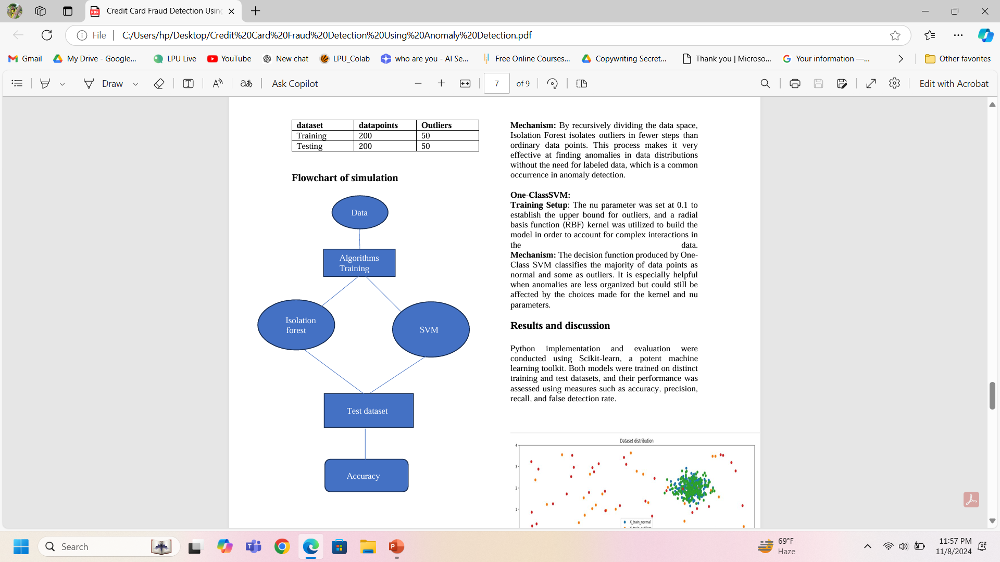 Credit Card Fraud Detection Usin
File
C:/Users/hp/Desktop/Credit%20Card%20Fraud%20Detection%20Using%20Anomaly%20Detection.pdf
Gmail My Drive - Google... LPU Live YouTube New chat LPU_Colab who are you - AI Se... Free Online Courses... Copywriting Secret... Thank you | Microso... Your information —... Other favorites
Draw Ask Copilot 7 of 9 Edit with Acrobat
dataset datapoints Outliers
Training 200 50
Testing 200 50
Flowchart of simulation
Data
Algorithms
Training
Isolation
forest
SVM
Test dataset
Accuracy
Mechanism: By recursively dividing the data space,
Isolation Forest isolates outliers in fewer steps than
ordinary data points. This process makes it very
effective at finding anomalies in data distributions
without the need for labeled data, which is a common
occurrence in anomaly detection.
One-ClassSVM:
Training Setup: The nu parameter was set at 0.1 to
establish the upper bound for outliers, and a radial
basis function (RBF) kernel was utilized to build the
model in order to account for complex interactions in
the data.
Mechanism: The decision function produced by One-
Class SVM classifies the majority of data points as
normal and some as outliers. It is especially helpful
when anomalies are less organized but could still be
affected by the choices made for the kernel and nu
parameters.
Results and discussion
Python implementation and evaluation were
conducted using Scikit-learn, a potent machine
learning toolkit. Both models were trained on distinct
training and test datasets, and their performance was
assessed using measures such as accuracy, precision,
recall, and false detection rate.
Dataset distribution
4
3
2
1
X_train_normal
Search
69°F
Haze
11:57 PM
11/8/2024